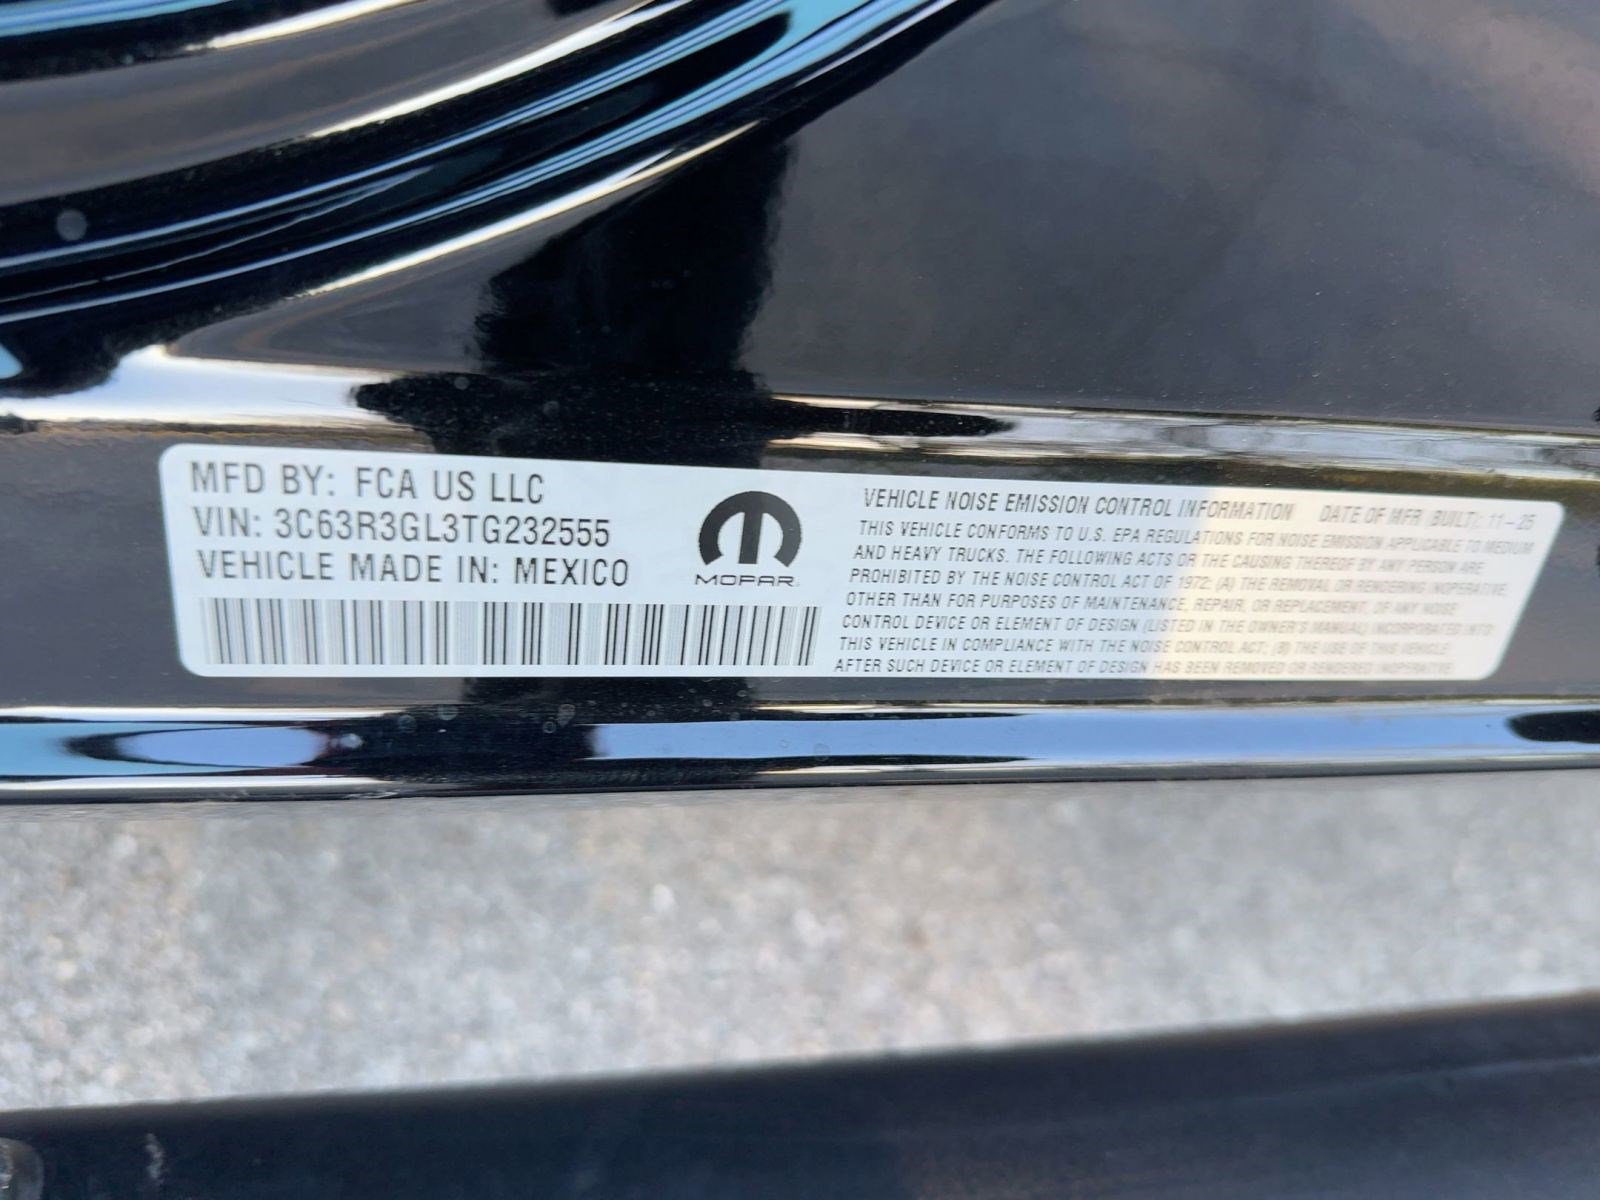 MFD BY: FCA US LLC
VIN: 3C63R3GL3TG232555
VEHICLE MADE IN: MEXICO
MOPAR
VEHICLE NOISE EMISSION CONTROL INFORMATION DATE OF MFR (BUILT): 11-25
THIS VEHICLE CONFORMS TO U.S. EPA REGULATIONS FOR NOISE EMISSION APPLICABLE TO MEDIUM
AND HEAVY TRUCKS. THE FOLLOWING ACTS OR THE CAUSING THEREOF BY ANY PERSON ARE
PROHIBITED BY THE NOISE CONTROL ACT OF 1972: (A) THE REMOVAL OR RENDERING INOPERATIVE,
OTHER THAN FOR PURPOSES OF MAINTENANCE, REPAIR, OR REPLACEMENT, OF ANY NOISE
CONTROL DEVICE OR ELEMENT OF DESIGN (LISTED IN THE OWNER'S MANUAL) INCORPORATED INTO
THIS VEHICLE IN COMPLIANCE WITH THE NOISE CONTROL ACT; (B) THE USE OF THIS VEHICLE
AFTER SUCH DEVICE OR ELEMENT OF DESIGN HAS BEEN REMOVED OR RENDERED INOPERATIVE.